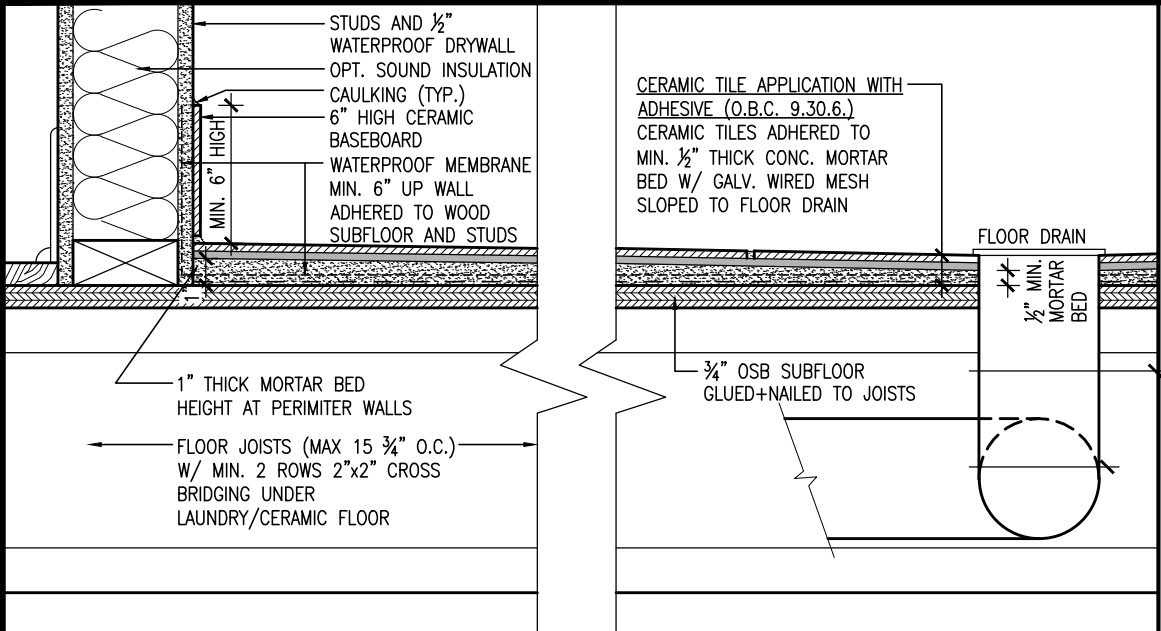 STUDS AND ½"
WATERPROOF DRYWALL
OPT. SOUND INSULATION
CAULKING (TYP.)
6" HIGH CERAMIC
BASEBOARD
WATERPROOF MEMBRANE
MIN. 6" UP WALL
ADHERED TO WOOD
SUBFLOOR AND STUDS
MIN. 6" HIGH
1"
1" THICK MORTAR BED
HEIGHT AT PERIMITER WALLS
FLOOR JOISTS (MAX 15 ¾" O.C.)
W/ MIN. 2 ROWS 2"x2" CROSS
BRIDGING UNDER
LAUNDRY/CERAMIC FLOOR
CERAMIC TILE APPLICATION WITH
ADHESIVE (O.B.C. 9.30.6.)
CERAMIC TILES ADHERED TO
MIN. ½" THICK CONC. MORTAR
BED W/ GALV. WIRED MESH
SLOPED TO FLOOR DRAIN
FLOOR DRAIN
½" MIN.
MORTAR
BED
¾" OSB SUBFLOOR
GLUED+NAILED TO JOISTS